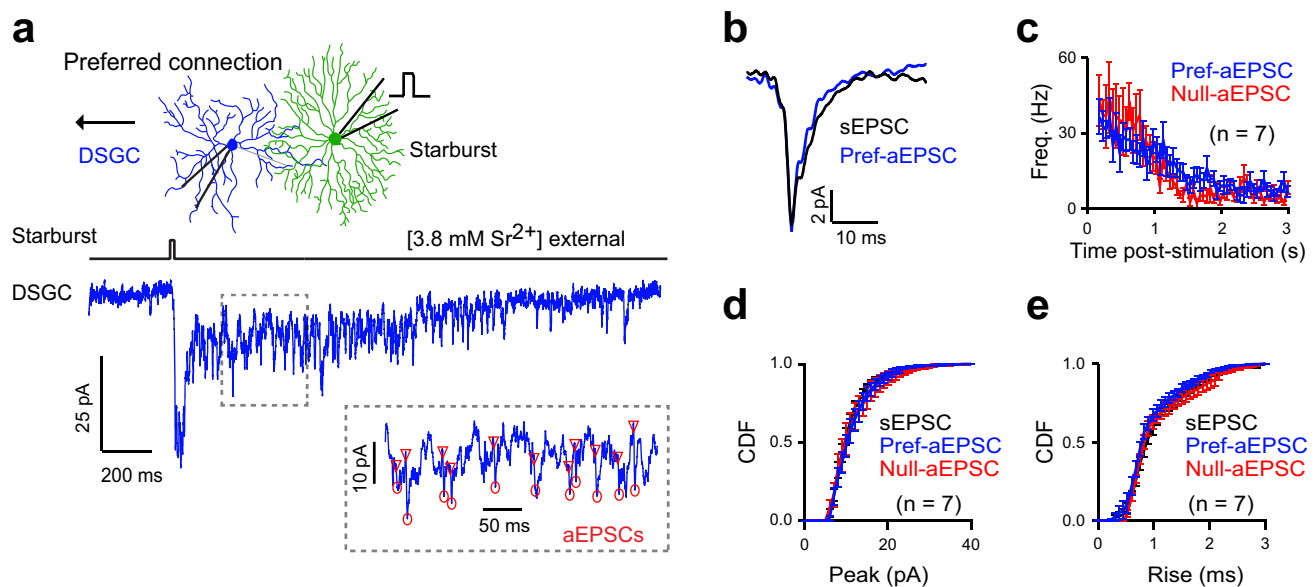 a
Preferred connection
DSGC
Starburst
Starburst
[3.8 mM Sr2+] external
DSGC
25 pA
200 ms
10 pA
50 ms
aEPSCs
b
sEPSC
Pref-aEPSC
2 pA
10 ms
c
60
30
0
Freq. (Hz)
Pref-aEPSC
Null-aEPSC
(n = 7)
0 1 2 3
Time post-stimulation (s)
d
1.0
0.5
0.0
CDF
sEPSC
Pref-aEPSC
Null-aEPSC
(n = 7)
0 20 40
Peak (pA)
e
1.0
0.5
0.0
CDF
sEPSC
Pref-aEPSC
Null-aEPSC
(n = 7)
0 1 2 3
Rise (ms)